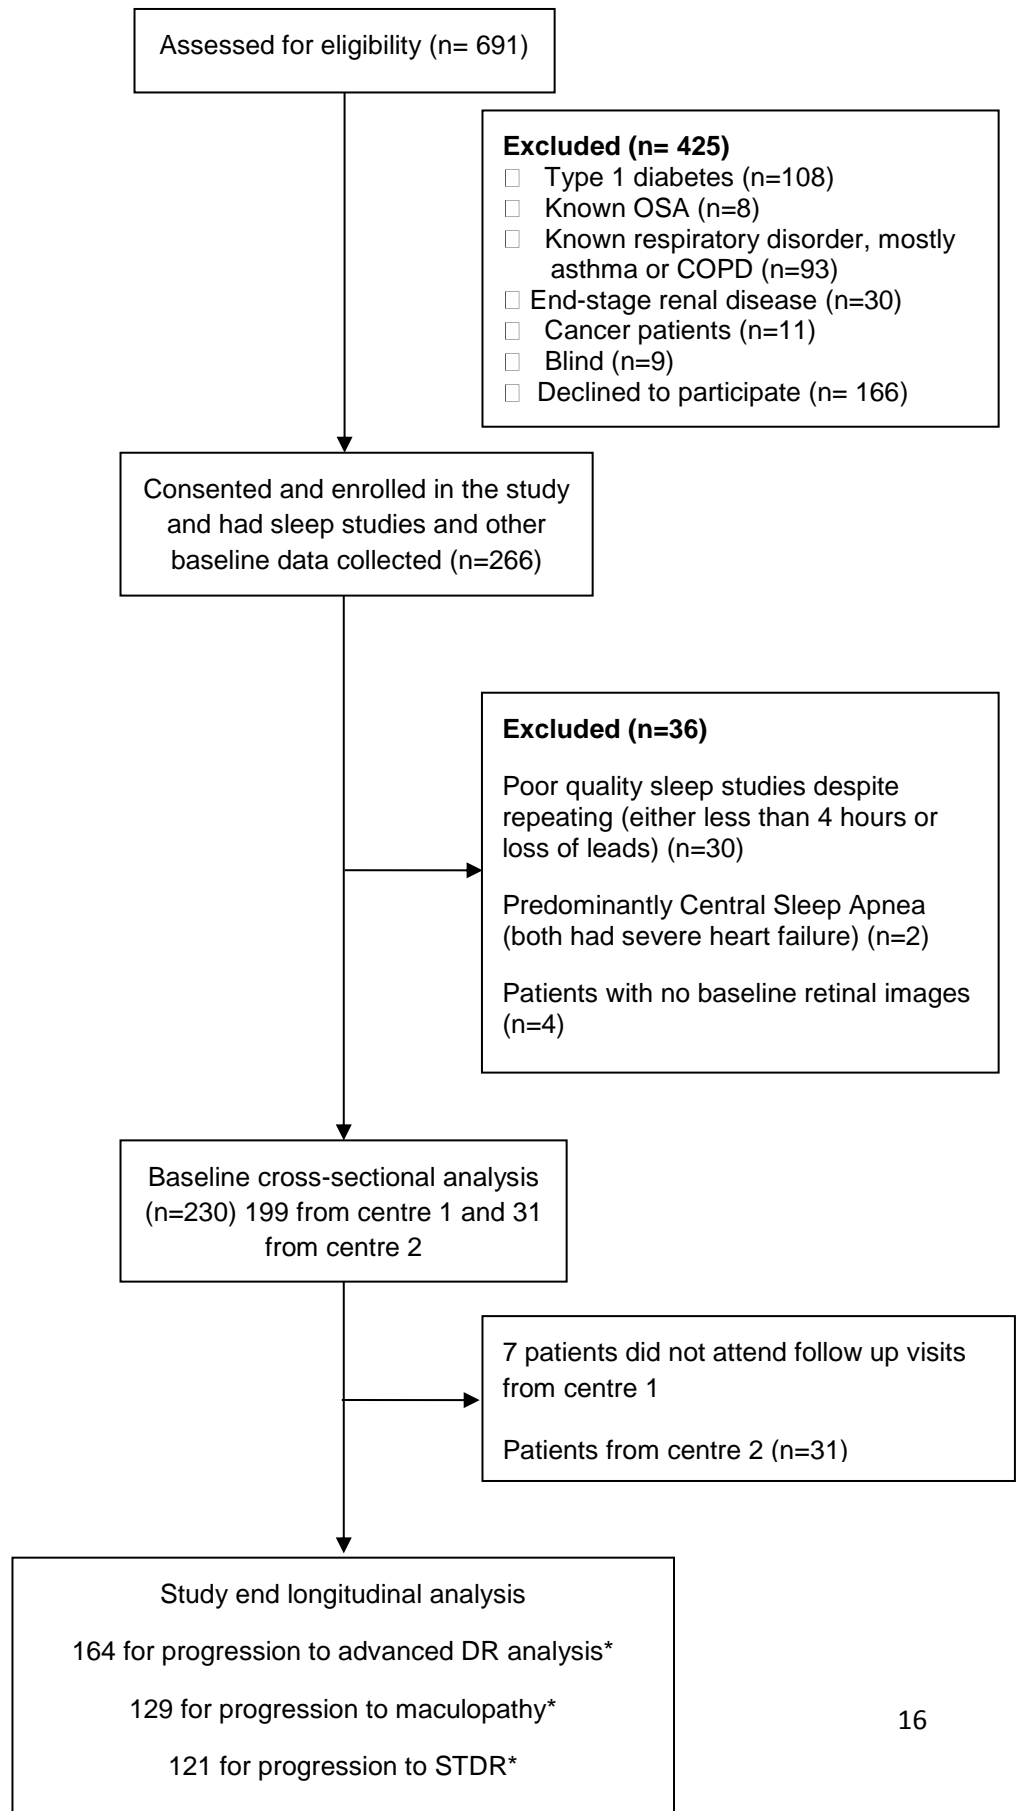 Assessed for eligibility (n= 691)
Excluded (n= 425)
Type 1 diabetes (n=108)
Known OSA (n=8)
Known respiratory disorder, mostly
asthma or COPD (n=93)
End-stage renal disease (n=30)
Cancer patients (n=11)
Blind (n=9)
Declined to participate (n= 166)
Consented and enrolled in the study
and had sleep studies and other
baseline data collected (n=266)
Excluded (n=36)
Poor quality sleep studies despite
repeating (either less than 4 hours or
loss of leads) (n=30)
Predominantly Central Sleep Apnea
(both had severe heart failure) (n=2)
Patients with no baseline retinal images
(n=4)
Baseline cross-sectional analysis
(n=230) 199 from centre 1 and 31
from centre 2
7 patients did not attend follow up visits
from centre 1
Patients from centre 2 (n=31)
Study end longitudinal analysis
164 for progression to advanced DR analysis*
129 for progression to maculopathy*
121 for progression to STDR*
16